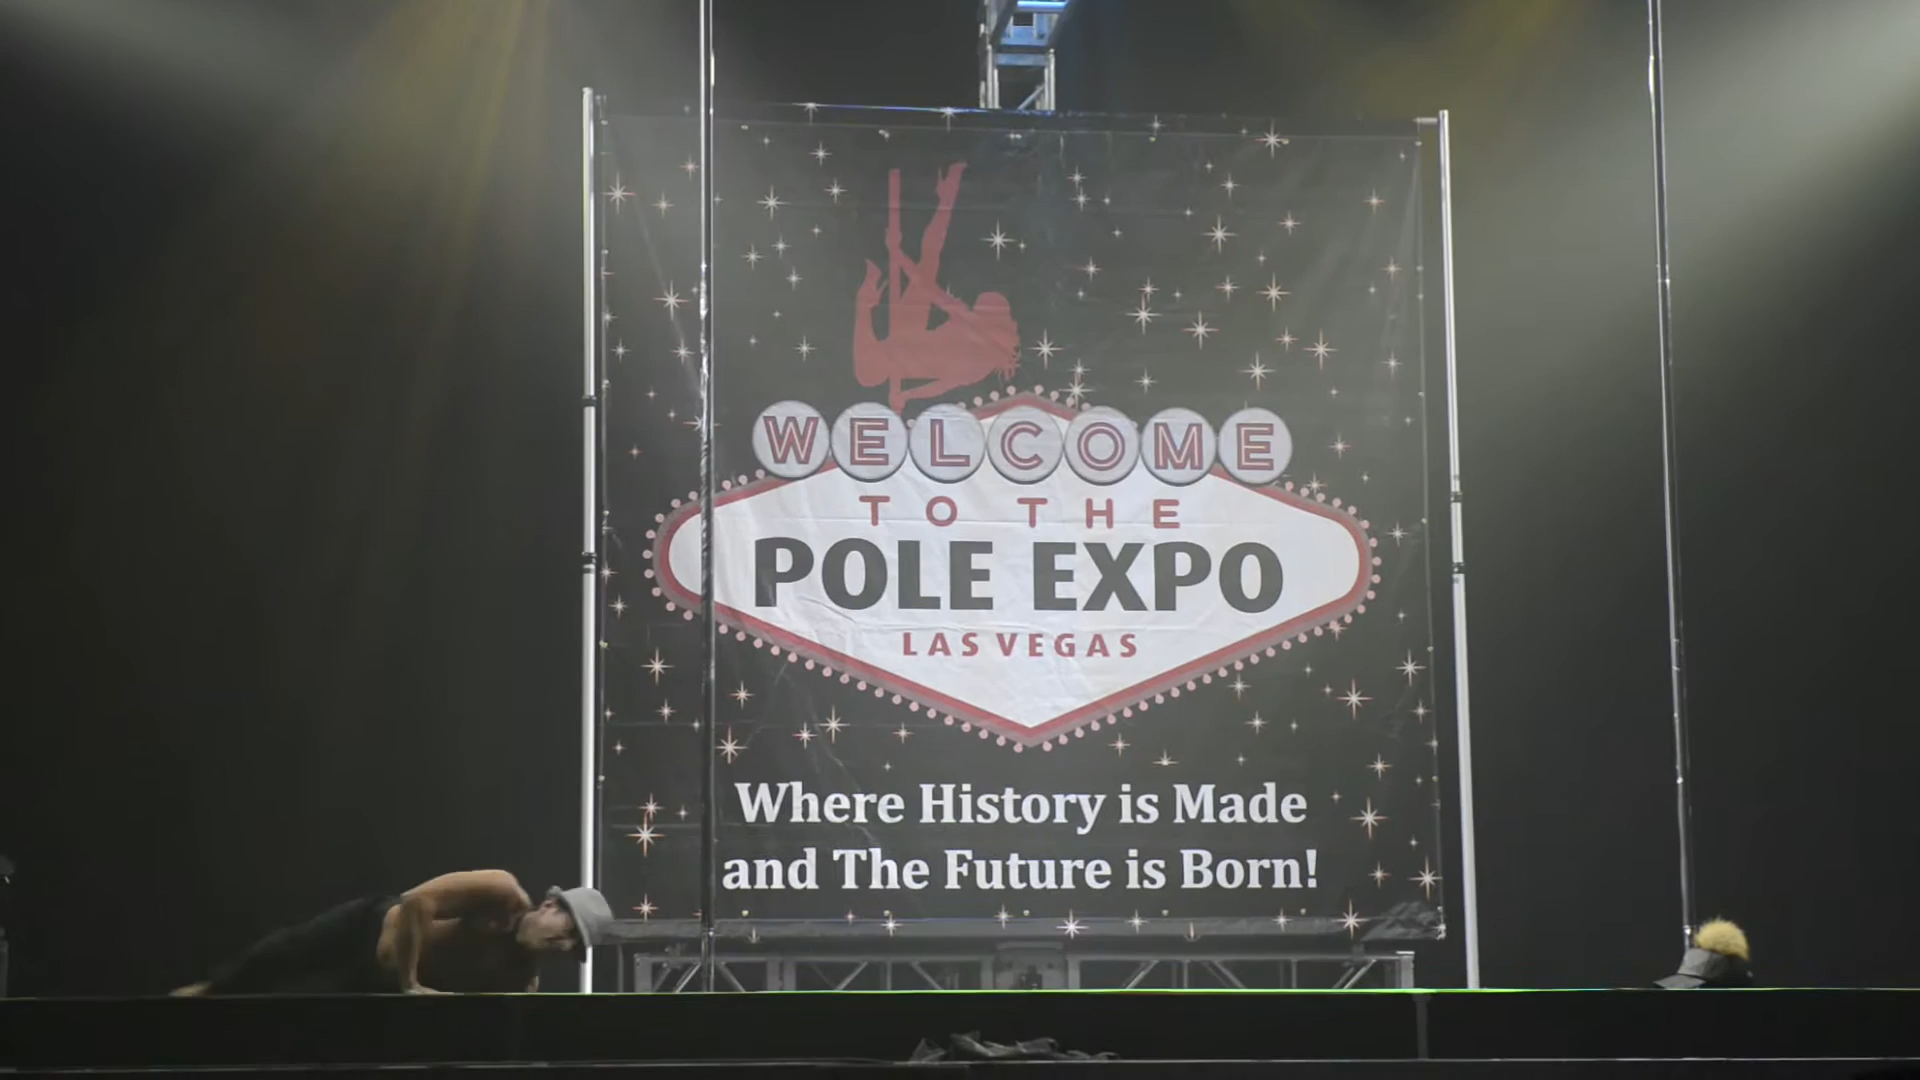 WELCOME
TO THE
POLE EXPO
LAS VEGAS
Where History is Made
and The Future is Born!